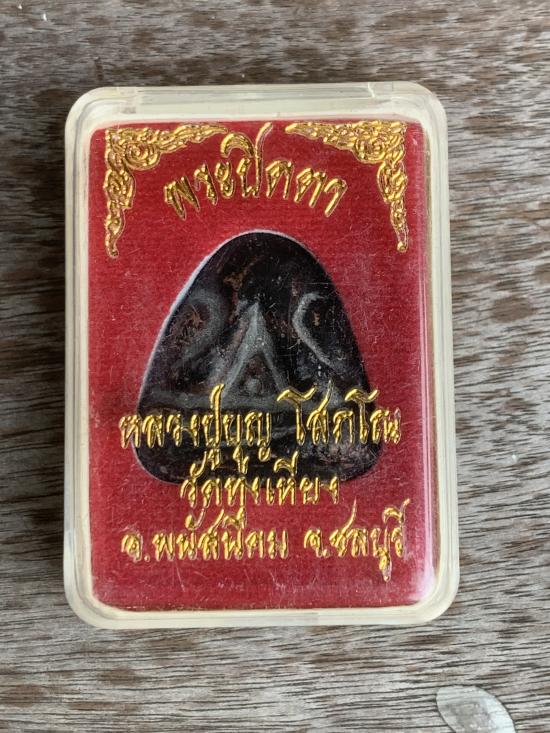 พระปิดตา
หลวงปู่บุญ โสภโณ
วัดทุ่งเหียง
อ.พนัสนิคม จ.ชลบุรี